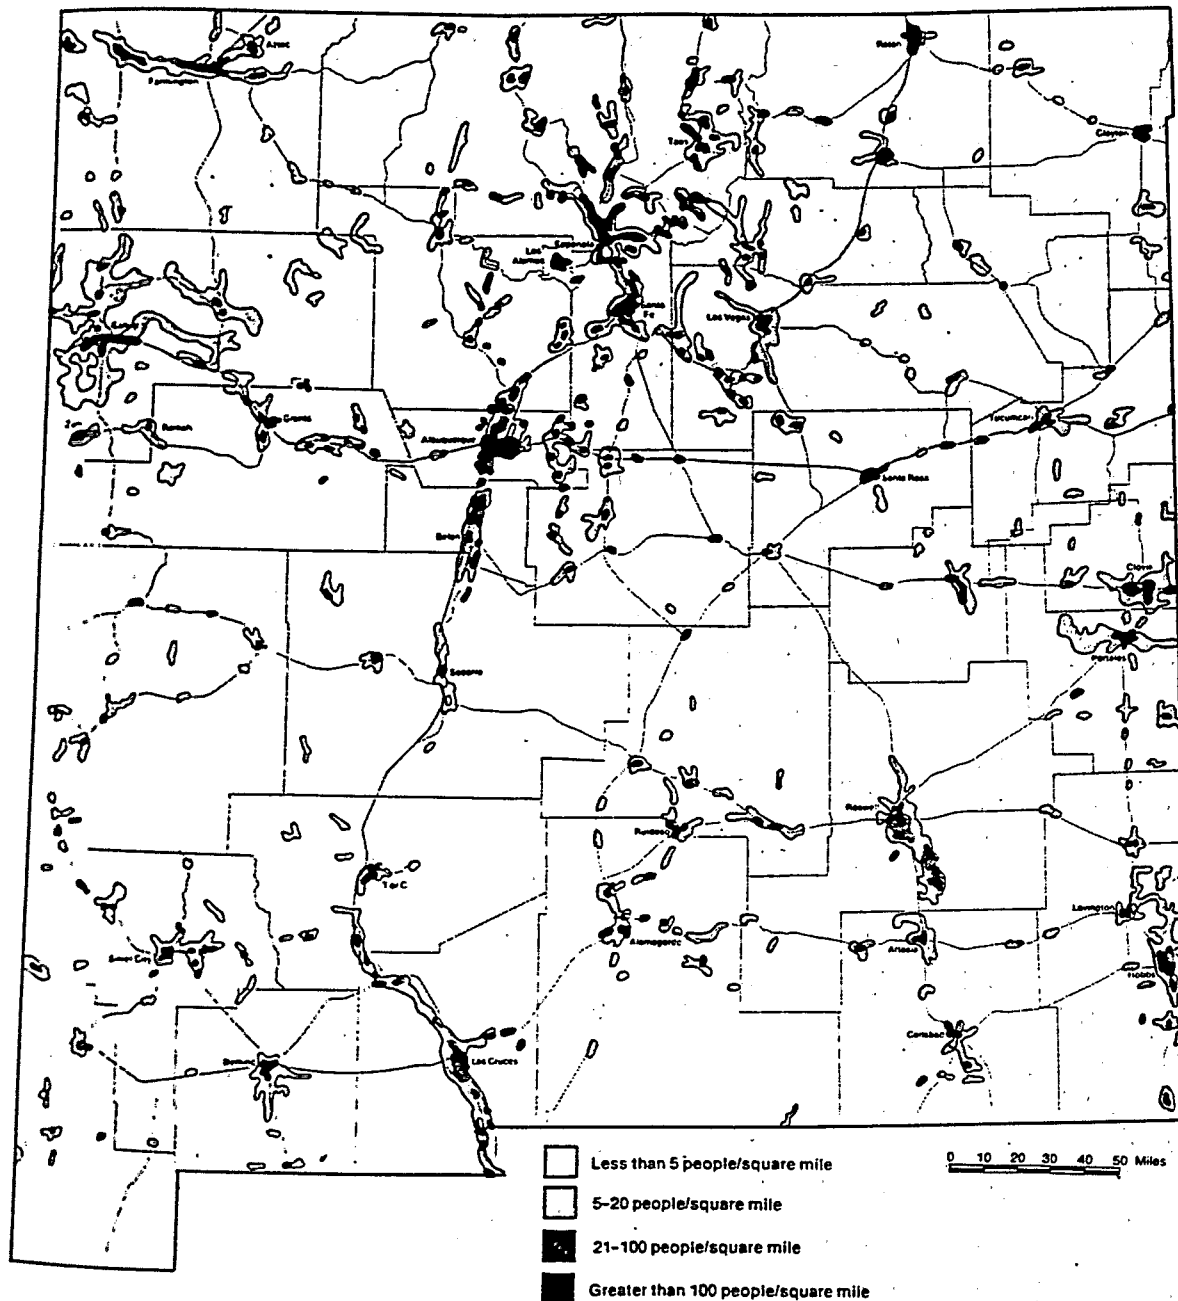 Aztec
Raton
Farmington
Clayton
Taos
Espanola
Los
Alamos
Santa
Fe
Las Vegas
Gallup
Tucumcari
Zuni
Ramah
Grants
Albuquerque
Santa Rosa
Belen
Clovis
Portales
Socorro
Roswell
Ruidoso
T or C
Lovington
Alamogordo
Artesia
Silver City
Hobbs
Carlsbad
Deming
Las Cruces
Less than 5 people/square mile
0 10 20 30 40 50 Miles
5–20 people/square mile
21–100 people/square mile
Greater than 100 people/square mile